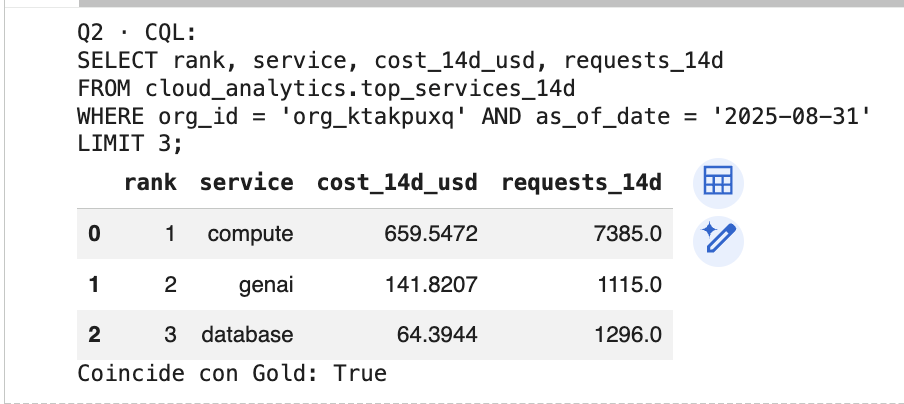 Q2 · CQL:
SELECT rank, service, cost_14d_usd, requests_14d
FROM cloud_analytics.top_services_14d
WHERE org_id = 'org_ktakpuxq' AND as_of_date = '2025-08-31'
LIMIT 3;
rank service cost_14d_usd requests_14d
0 1 compute 659.5472 7385.0
1 2 genai 141.8207 1115.0
2 3 database 64.3944 1296.0
Coincide con Gold: True